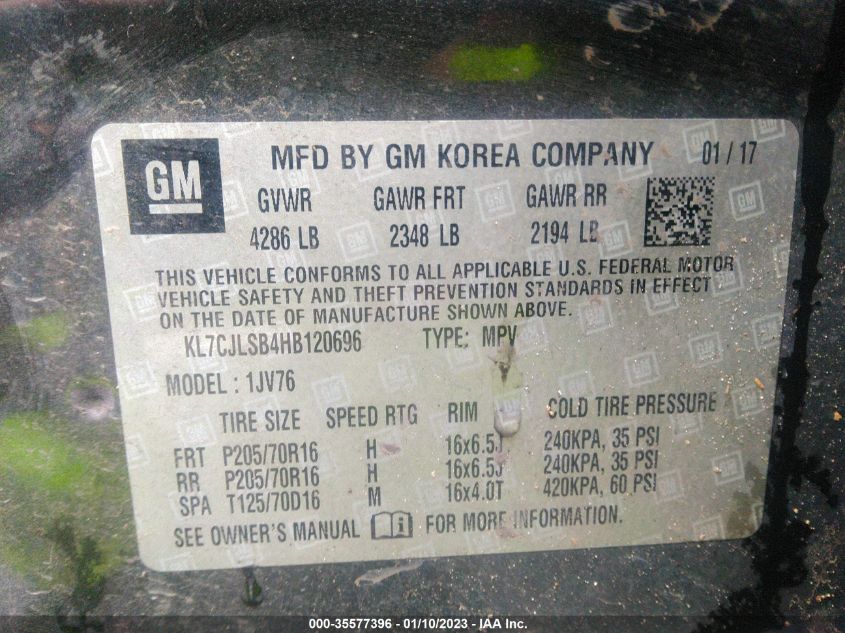 GM MFD BY GM KOREA COMPANY 01 / 17
GVWR GAWR FRT GAWR RR
4286 LB 2348 LB 2194 LB
THIS VEHICLE CONFORMS TO ALL APPLICABLE U.S. FEDERAL MOTOR
VEHICLE SAFETY AND THEFT PREVENTION STANDARDS IN EFFECT
ON THE DATE OF MANUFACTURE SHOWN ABOVE.
KL7CJLSB4HB120696 TYPE: MPV
MODEL : 1JV76
TIRE SIZE SPEED RTG RIM COLD TIRE PRESSURE
FRT P205/70R16 H 16x6.5J 240KPA, 35 PSI
RR P205/70R16 H 16x6.5J 240KPA, 35 PSI
SPA T125/70D16 M 16x4.0T 420KPA, 60 PSI
SEE OWNER'S MANUAL FOR MORE INFORMATION.
000-35577396 - 01/10/2023 - IAA Inc.